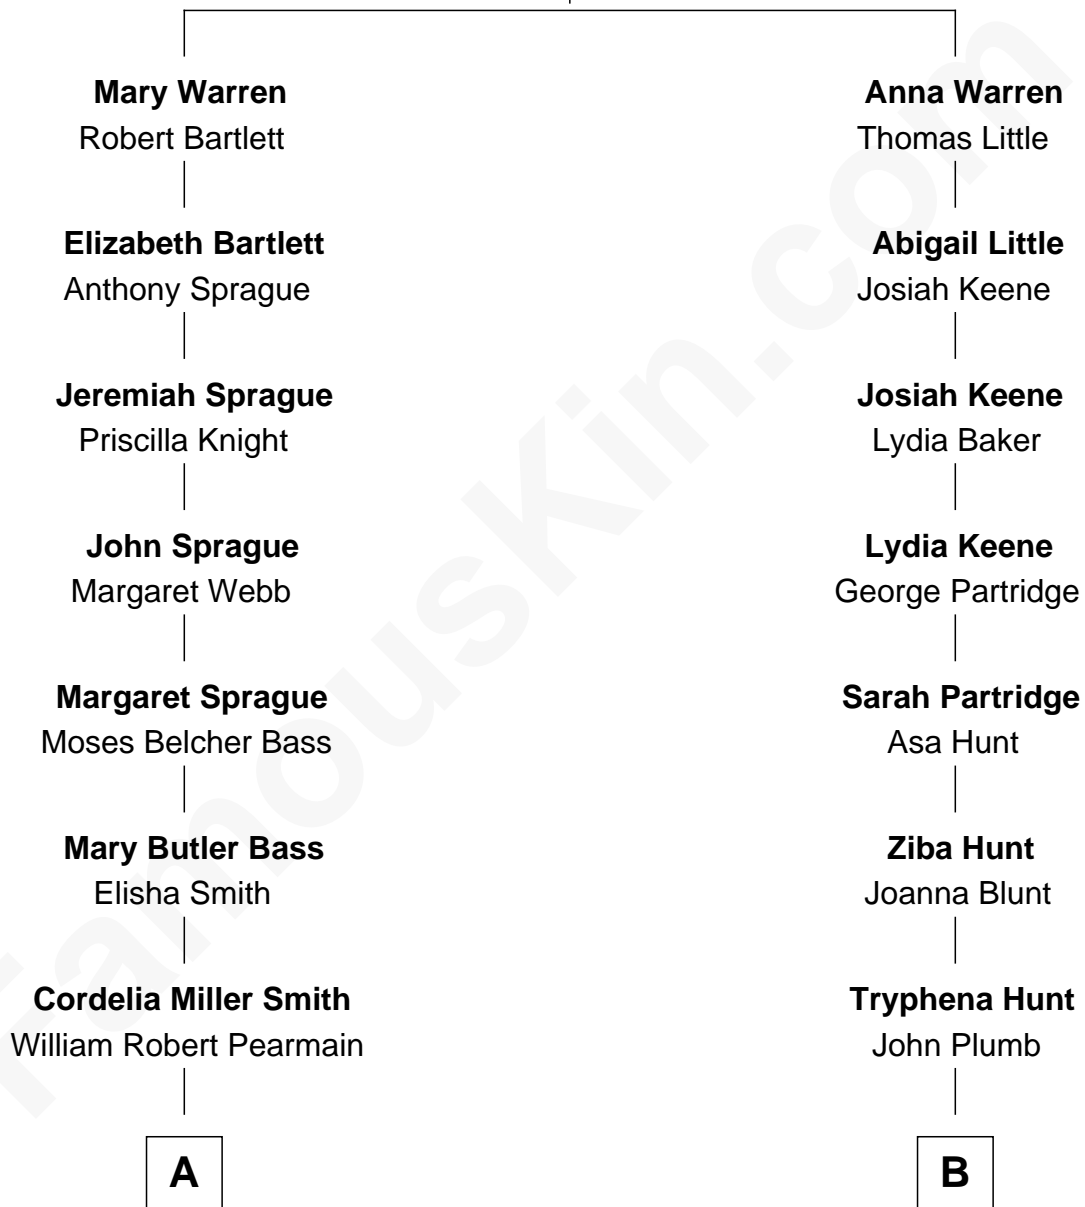 Mary Warren
Robert Bartlett
Elizabeth Bartlett
Anthony Sprague
Jeremiah Sprague
Priscilla Knight
John Sprague
Margaret Webb
Margaret Sprague
Moses Belcher Bass
Mary Butler Bass
Elisha Smith
Cordelia Miller Smith
William Robert Pearmain
A
Anna Warren
Thomas Little
Abigail Little
Josiah Keene
Josiah Keene
Lydia Baker
Lydia Keene
George Partridge
Sarah Partridge
Asa Hunt
Ziba Hunt
Joanna Blunt
Tryphena Hunt
John Plumb
B
FamousKin.com